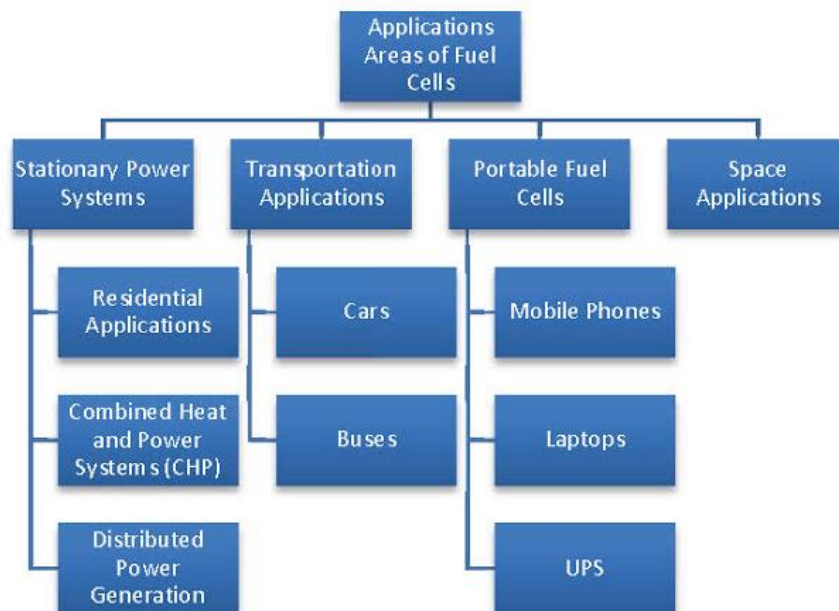 Applications
Areas of Fuel
Cells
Stationary Power
Systems
Transportation
Applications
Portable Fuel
Cells
Space
Applications
Residential
Applications
Cars
Mobile Phones
Combined Heat
and Power
Systems (CHP)
Buses
Laptops
Distributed
Power
Generation
UPS